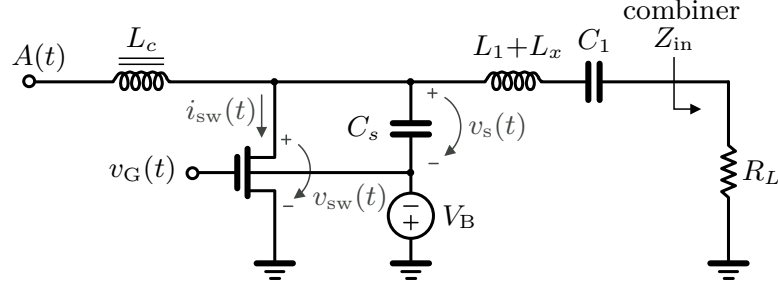 combiner
A(t)
L_c
L_1+L_x
C_1
Z_in
i_sw(t)
+
+
C_s
v_s(t)
v_G(t)
−
R_L
−
v_sw(t)
−
+
V_B